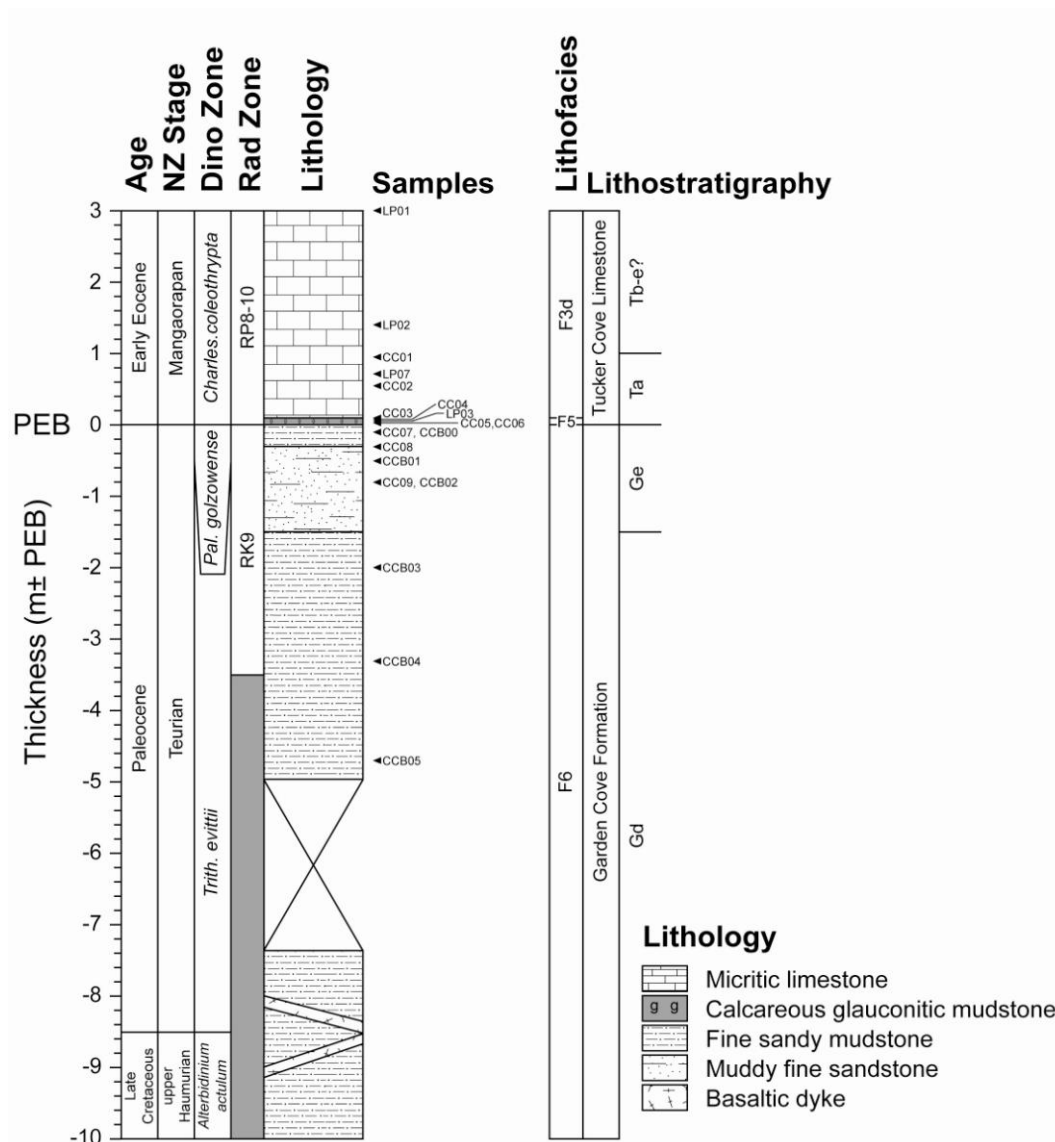 Age
NZ Stage
Dino Zone
Rad Zone
Lithology
Samples
Lithofacies
Lithostratigraphy
3
2
1
PEB
0
-1
-2
-3
-4
-5
-6
-7
-8
-9
-10
Thickness (m± PEB)
Early Eocene
Paleocene
Late
Cretaceous
Mangaorapan
Teurian
upper
Haumurian
Charles.coleothrypta
Pal. golzowense
Trith. evittii
Alterbidinium
actulum
RP8-10
RK9
LP01
LP02
CC01
LP07
CC02
CC04
CC03
LP03
CC05,CC06
CC07, CCB00
CC08
CCB01
CC09, CCB02
CCB03
CCB04
CCB05
F3d
F5
F6
Tucker Cove Limestone
Garden Cove Formation
Tb-e?
Ta
Ge
Gd
Lithology
Micritic limestone
g g Calcareous glauconitic mudstone
Fine sandy mudstone
Muddy fine sandstone
Basaltic dyke